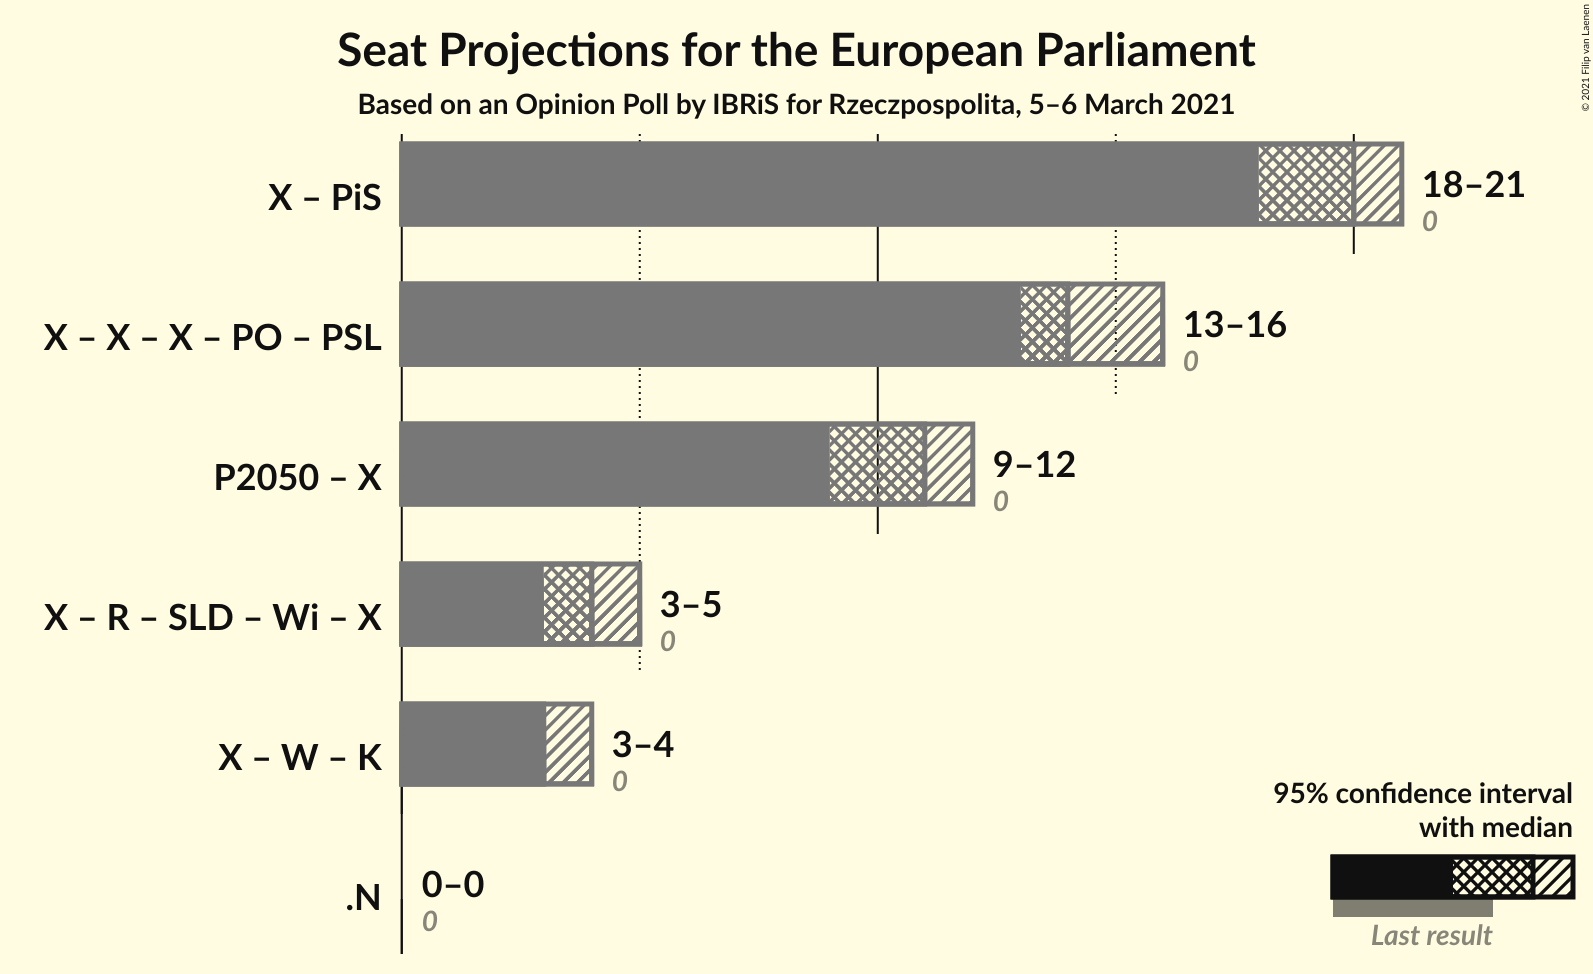 Seat Projections for the European Parliament
Based on an Opinion Poll by IBRiS for Rzeczpospolita, 5–6 March 2021
© 2021 Filip van Laenen
X – PiS
18–21
0
X – X – X – PO – PSL
13–16
0
P2050 – X
9–12
0
X – R – SLD – Wi – X
3–5
0
X – W – K
3–4
0
.N
0–0
0
95% confidence interval
with median
Last result